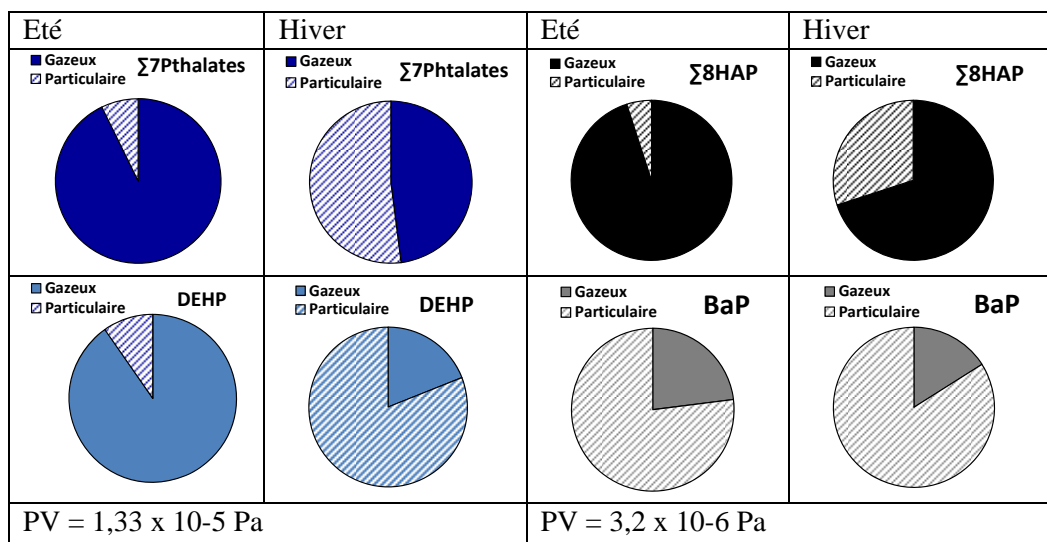 Eté
Hiver
Eté
Hiver
Gazeux
Particulaire
∑7Pthalates
Gazeux
Particulaire
∑7Phtalates
Gazeux
Particulaire
∑8HAP
Gazeux
Particulaire
∑8HAP
Gazeux
Particulaire
DEHP
Gazeux
Particulaire
DEHP
Gazeux
Particulaire
BaP
Gazeux
Particulaire
BaP
PV = 1,33 x 10-5 Pa
PV = 3,2 x 10-6 Pa